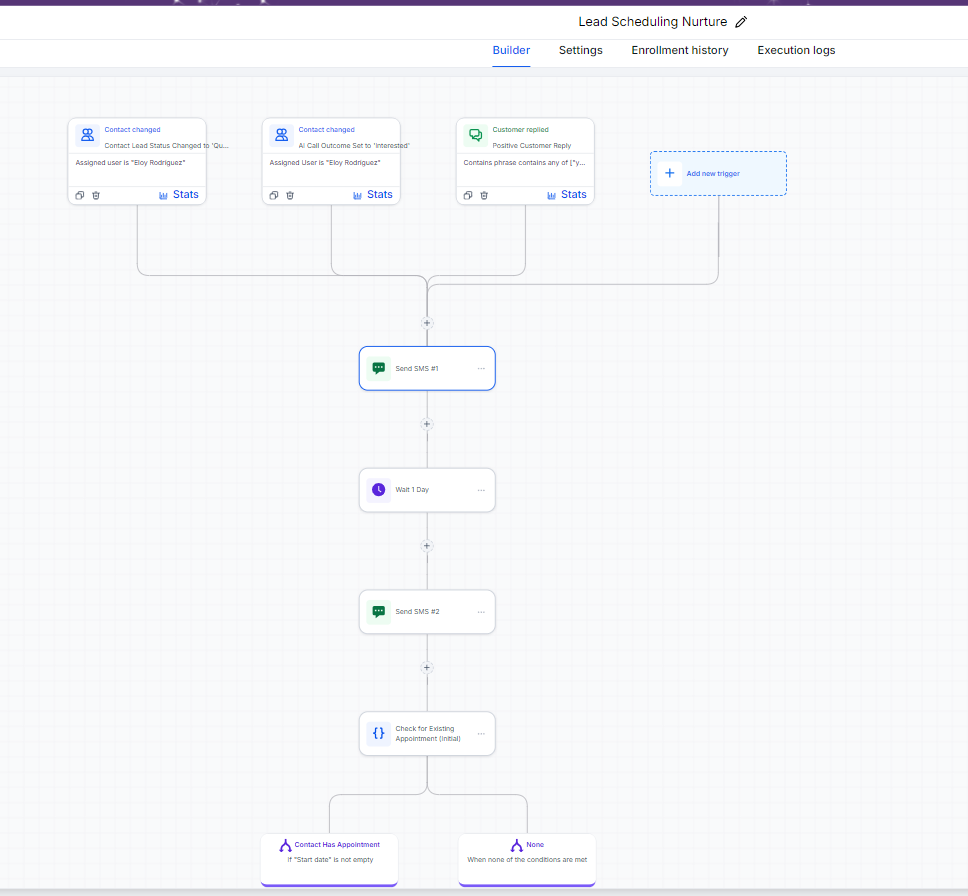 Lead Scheduling Nurture
Builder Settings Enrollment history Execution logs
Contact changed
Contact Lead Status Changed to 'Qu...
Assigned user is "Eloy Rodriguez"
Stats
Contact changed
AI Call Outcome Set to 'Interested'
Assigned User is "Eloy Rodriguez"
Stats
Customer replied
Positive Customer Reply
Contains phrase contains any of ["y...
Stats
Add new trigger
Send SMS #1
Wait 1 Day
Send SMS #2
Check for Existing
Appointment (Initial)
Contact Has Appointment
If "Start date" is not empty
None
When none of the conditions are met